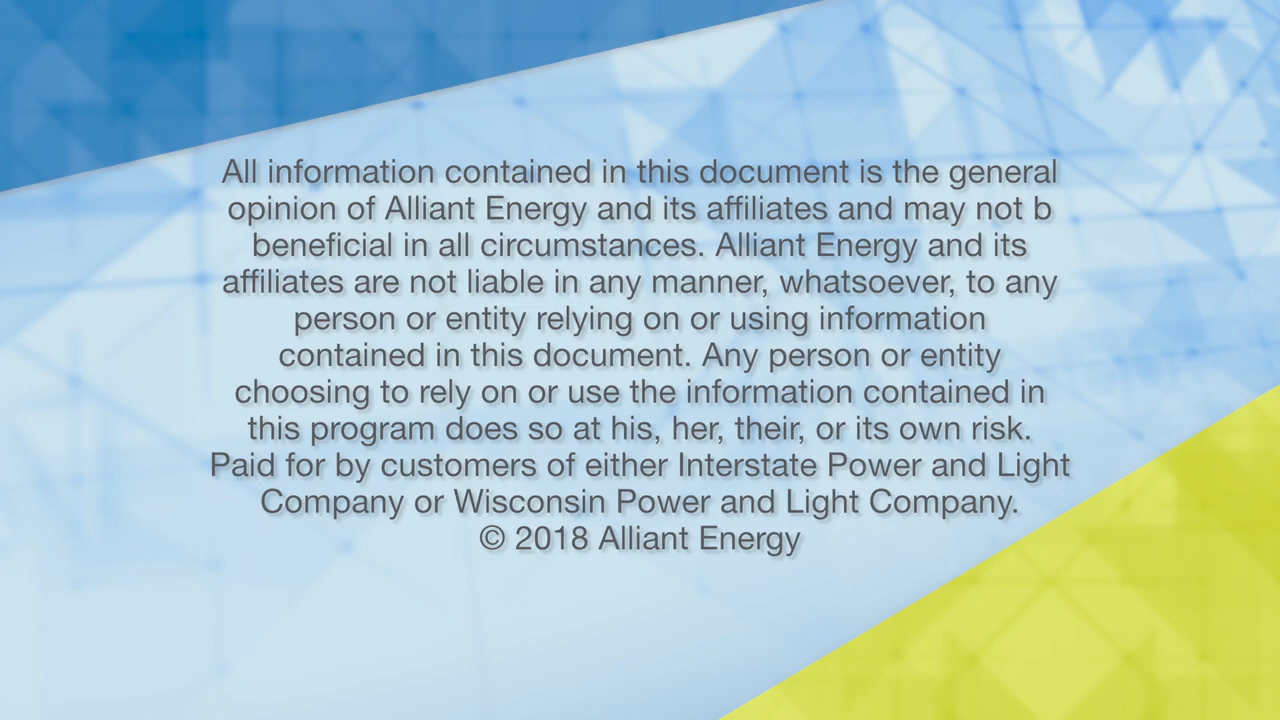 All information contained in this document is the general
opinion of Alliant Energy and its affiliates and may not b
beneficial in all circumstances. Alliant Energy and its
affiliates are not liable in any manner, whatsoever, to any
person or entity relying on or using information
contained in this document. Any person or entity
choosing to rely on or use the information contained in
this program does so at his, her, their, or its own risk.
Paid for by customers of either Interstate Power and Light
Company or Wisconsin Power and Light Company.
© 2018 Alliant Energy